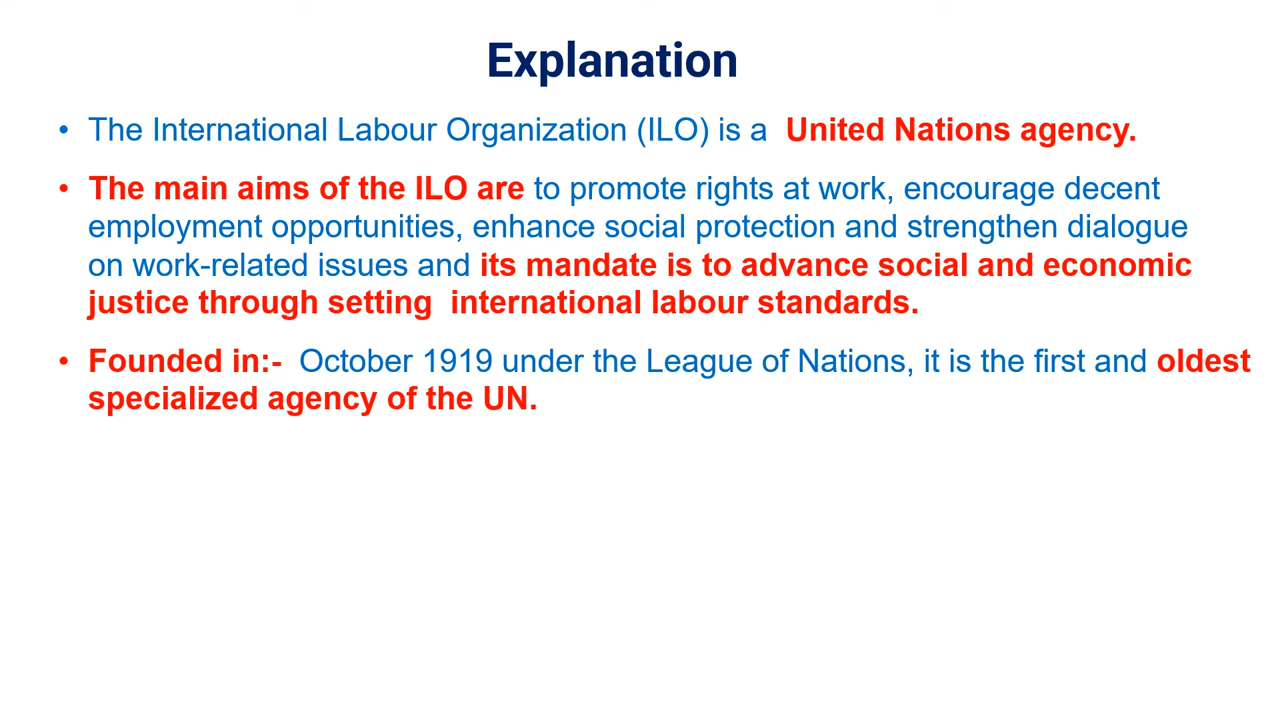 Explanation
• The International Labour Organization (ILO) is a United Nations agency.
• The main aims of the ILO are to promote rights at work, encourage decent
employment opportunities, enhance social protection and strengthen dialogue
on work-related issues and its mandate is to advance social and economic
justice through setting international labour standards.
• Founded in:- October 1919 under the League of Nations, it is the first and oldest
specialized agency of the UN.